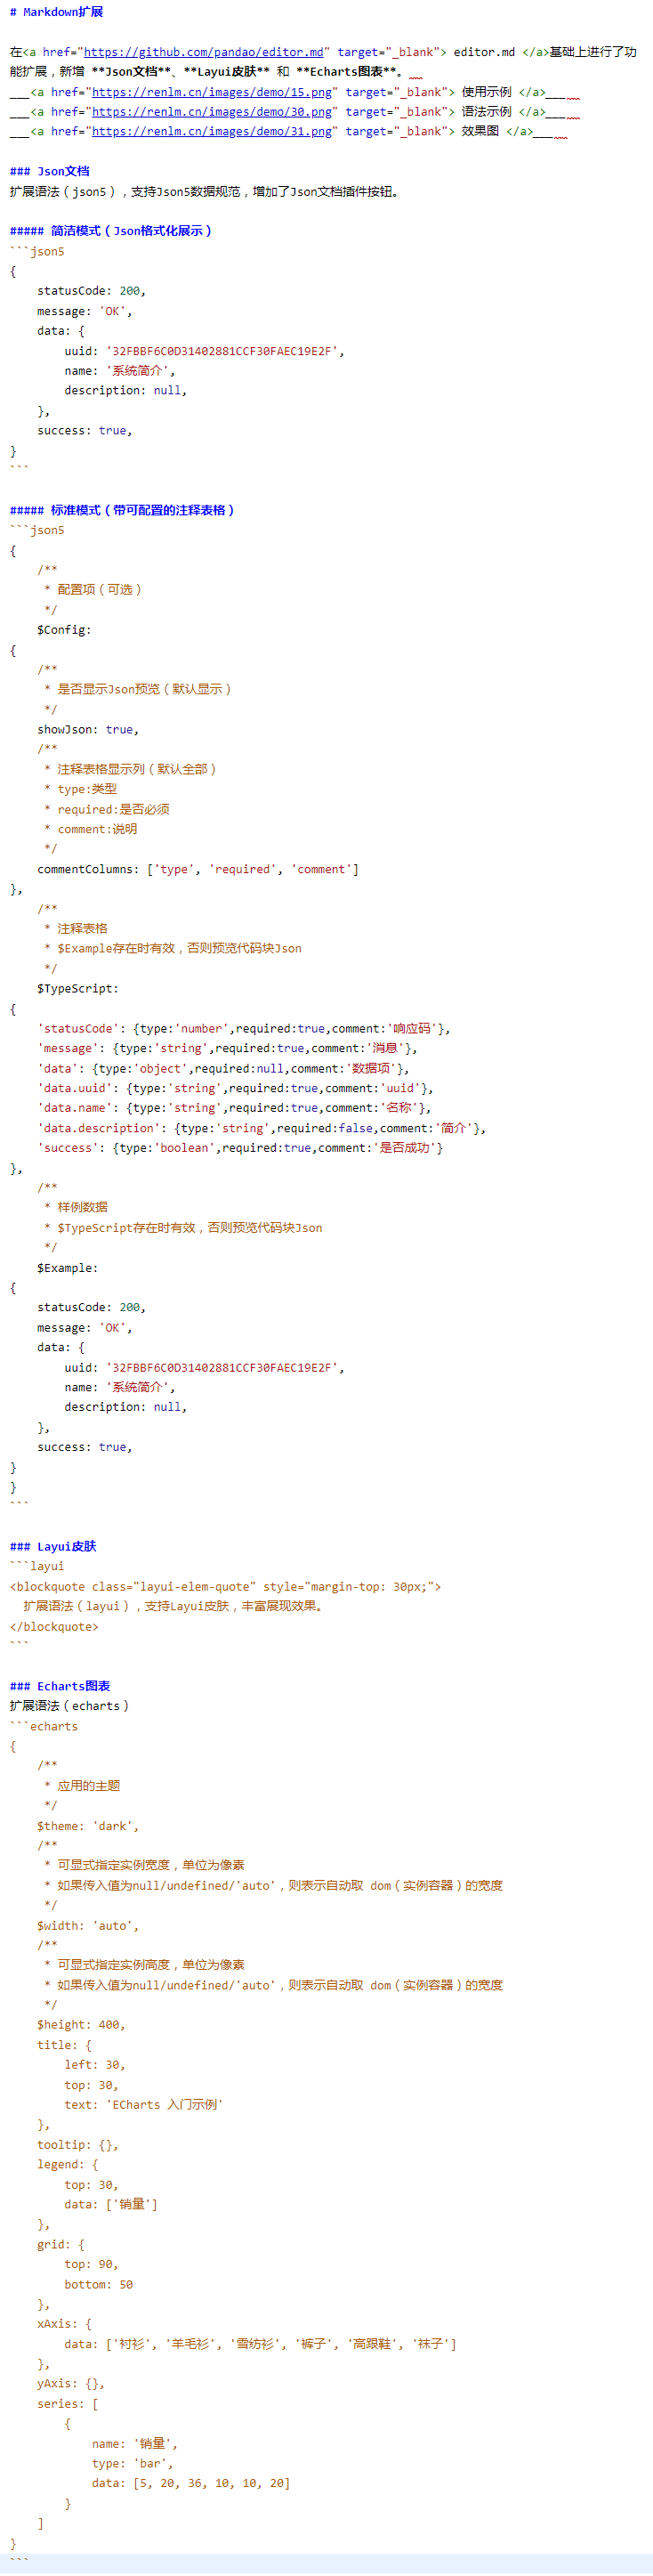 # Markdown扩展
在<a href="https://github.com/pandao/editor.md" target="_blank"> editor.md </a>基础上进行了功
能扩展，新增 **Json文档**、**Layui皮肤** 和 **Echarts图表**。
___<a href="https://renlm.cn/images/demo/15.png" target="_blank"> 使用示例 </a>___
___<a href="https://renlm.cn/images/demo/30.png" target="_blank"> 语法示例 </a>___
___<a href="https://renlm.cn/images/demo/31.png" target="_blank"> 效果图 </a>___
### Json文档
扩展语法（json5），支持Json5数据规范，增加了Json文档插件按钮。
##### 简洁模式（Json格式化展示）
```json5
{
    statusCode: 200,
    message: 'OK',
    data: {
        uuid: '32FBBF6C0D31402881CCF30FAEC19E2F',
        name: '系统简介',
        description: null,
    },
    success: true,
}
```
##### 标准模式（带可配置的注释表格）
```json5
{
    /**
     * 配置项（可选）
     */
    $Config:
{
    /**
     * 是否显示Json预览（默认显示）
     */
    showJson: true,
    /**
     * 注释表格显示列（默认全部）
     * type:类型
     * required:是否必须
     * comment:说明
     */
    commentColumns: ['type', 'required', 'comment']
},
    /**
     * 注释表格
     * $Example存在时有效，否则预览代码块Json
     */
    $TypeScript:
{
    'statusCode': {type:'number',required:true,comment:'响应码'},
    'message': {type:'string',required:true,comment:'消息'},
    'data': {type:'object',required:null,comment:'数据项'},
    'data.uuid': {type:'string',required:true,comment:'uuid'},
    'data.name': {type:'string',required:true,comment:'名称'},
    'data.description': {type:'string',required:false,comment:'简介'},
    'success': {type:'boolean',required:true,comment:'是否成功'}
},
    /**
     * 样例数据
     * $TypeScript存在时有效，否则预览代码块Json
     */
    $Example:
{
    statusCode: 200,
    message: 'OK',
    data: {
        uuid: '32FBBF6C0D31402881CCF30FAEC19E2F',
        name: '系统简介',
        description: null,
    },
    success: true,
}
}
```
### Layui皮肤
```layui
<blockquote class="layui-elem-quote" style="margin-top: 30px;">
  扩展语法（layui），支持Layui皮肤，丰富展现效果。
</blockquote>
```
### Echarts图表
扩展语法（echarts）
```echarts
{
    /**
     * 应用的主题
     */
    $theme: 'dark',
    /**
     * 可显式指定实例宽度，单位为像素
     * 如果传入值为null/undefined/'auto'，则表示自动取 dom（实例容器）的宽度
     */
    $width: 'auto',
    /**
     * 可显式指定实例高度，单位为像素
     * 如果传入值为null/undefined/'auto'，则表示自动取 dom（实例容器）的宽度
     */
    $height: 400,
    title: {
        left: 30,
        top: 30,
        text: 'ECharts 入门示例'
    },
    tooltip: {},
    legend: {
        top: 30,
        data: ['销量']
    },
    grid: {
        top: 90,
        bottom: 50
    },
    xAxis: {
        data: ['衬衫', '羊毛衫', '雪纺衫', '裤子', '高跟鞋', '袜子']
    },
    yAxis: {},
    series: [
        {
            name: '销量',
            type: 'bar',
            data: [5, 20, 36, 10, 10, 20]
        }
    ]
}
```